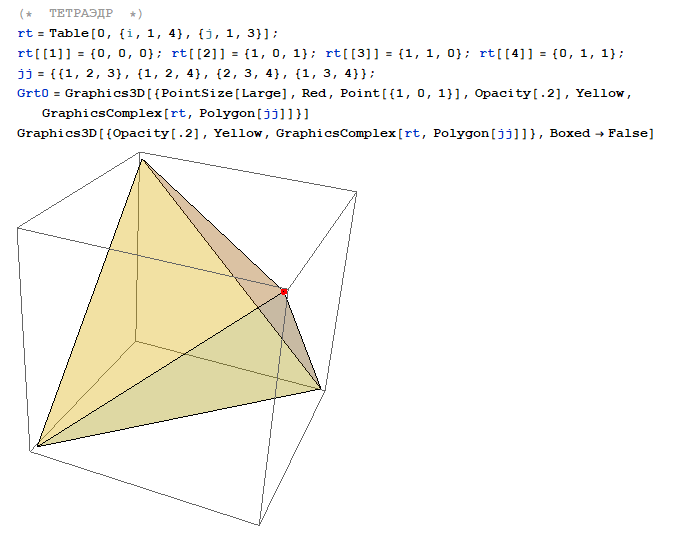 (* ТЕТРАЭДР *)
rt = Table[0, {i, 1, 4}, {j, 1, 3}];
rt[[1]] = {0, 0, 0}; rt[[2]] = {1, 0, 1}; rt[[3]] = {1, 1, 0}; rt[[4]] = {0, 1, 1};
jj = {{1, 2, 3}, {1, 2, 4}, {2, 3, 4}, {1, 3, 4}};
Grt0 = Graphics3D[{PointSize[Large], Red, Point[{1, 0, 1}], Opacity[.2], Yellow,
GraphicsComplex[rt, Polygon[jj]]}]
Graphics3D[{Opacity[.2], Yellow, GraphicsComplex[rt, Polygon[jj]]}, Boxed → False]